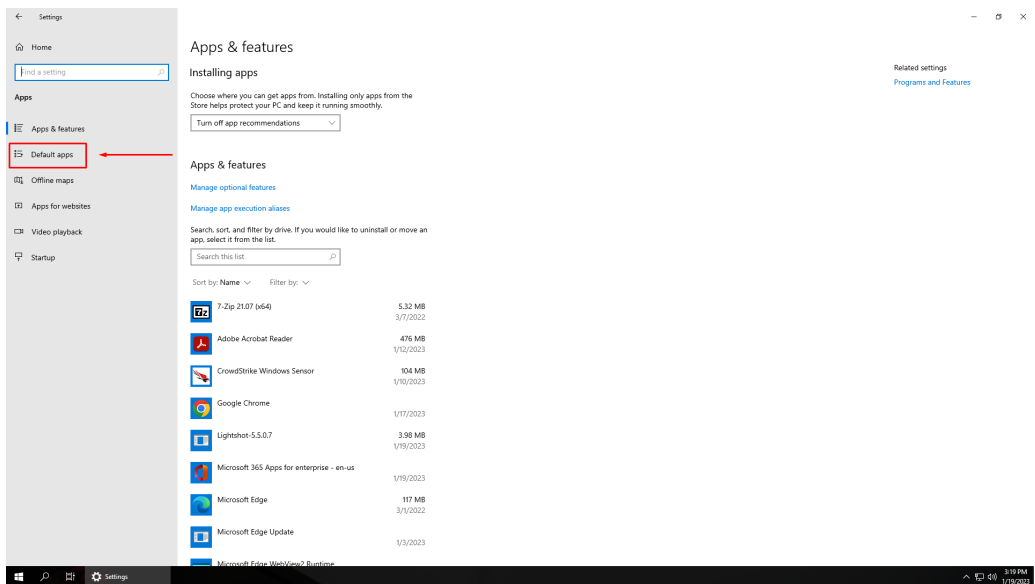 Settings
Home
Find a setting
Apps
Apps & features
Default apps
Offline maps
Apps for websites
Video playback
Startup
Apps & features
Installing apps
Choose where you can get apps from. Installing only apps from the
Store helps protect your PC and keep it running smoothly.
Turn off app recommendations
Apps & features
Manage optional features
Manage app execution aliases
Search, sort, and filter by drive. If you would like to uninstall or move an
app, select it from the list.
Search this list
Sort by: Name Filter by:
7-Zip 21.07 (x64) 5.32 MB
3/7/2022
Adobe Acrobat Reader 476 MB
1/12/2023
CrowdStrike Windows Sensor 104 MB
1/10/2023
Google Chrome
1/17/2023
Lightshot-5.5.0.7 3.98 MB
1/19/2023
Microsoft 365 Apps for enterprise - en-us
1/19/2023
Microsoft Edge 117 MB
3/1/2022
Microsoft Edge Update
1/3/2023
Microsoft Edge WebView2 Runtime
Related settings
Programs and Features
Settings
3:19 PM
1/19/2023